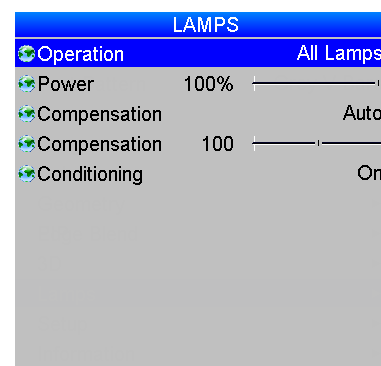 LAMPS
Operation All Lamps
Power 100%
Compensation Auto
Compensation 100
Conditioning On